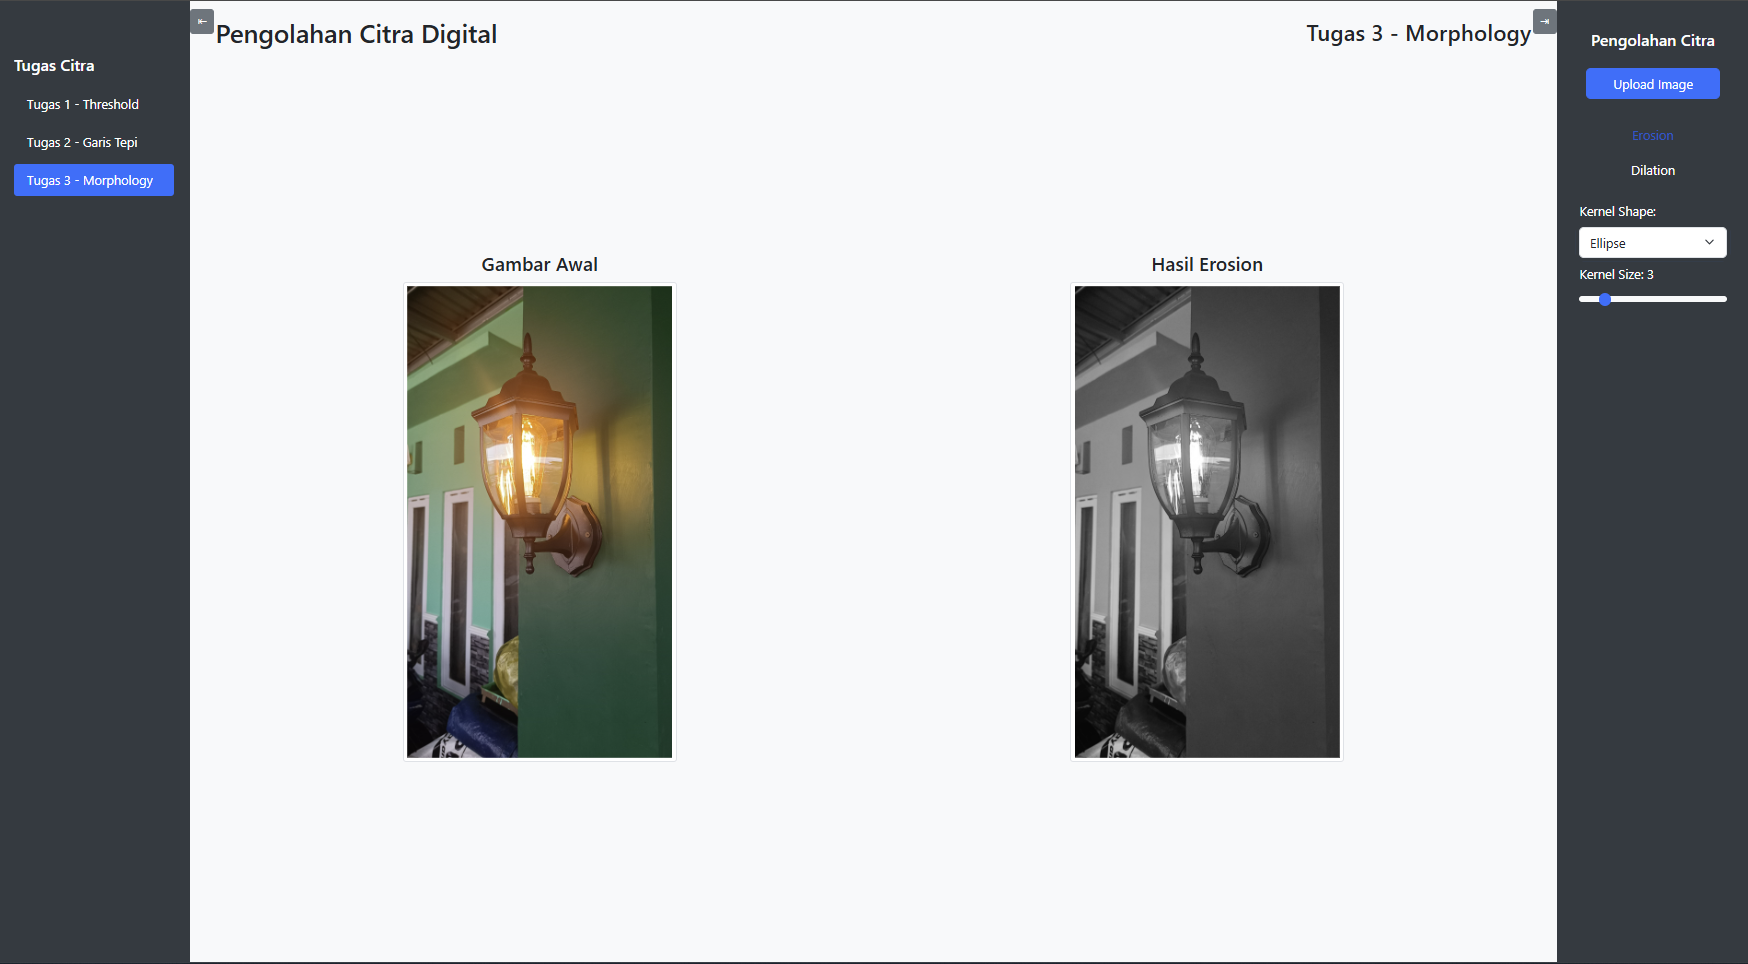 Tugas Citra
Tugas 1 - Threshold
Tugas 2 - Garis Tepi
Tugas 3 - Morphology
Pengolahan Citra Digital
Tugas 3 - Morphology
Gambar Awal
Hasil Erosion
Pengolahan Citra
Upload Image
Erosion
Dilation
Kernel Shape:
Ellipse
Kernel Size: 3